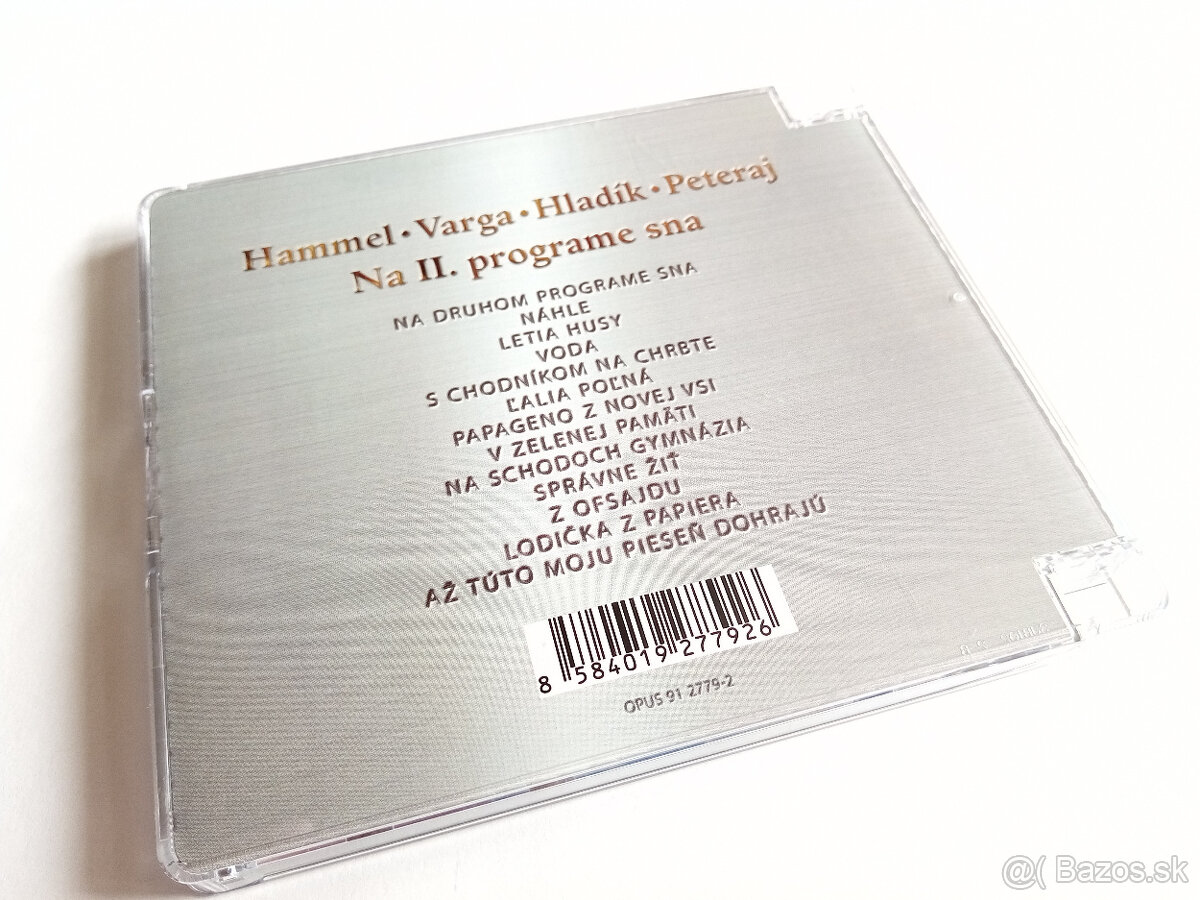 Hammel • Varga • Hladík • Peteraj
Na II. programe sna
NA DRUHOM PROGRAME SNA
NÁHLE
LETIA HUSY
VODA
S CHODNÍKOM NA CHRBTE
ĽALIA POĽNÁ
PAPAGENO Z NOVEJ VSI
V ZELENEJ PAMÄTI
NA SCHODOCH GYMNÁZIA
SPRÁVNE ŽIŤ
Z OFSAJDU
LODIČKA Z PAPIERA
AŽ TÚTO MOJU PIESEŇ DOHRAJÚ
8 584019 277926
OPUS 91 2779-2
@( Bazos.sk